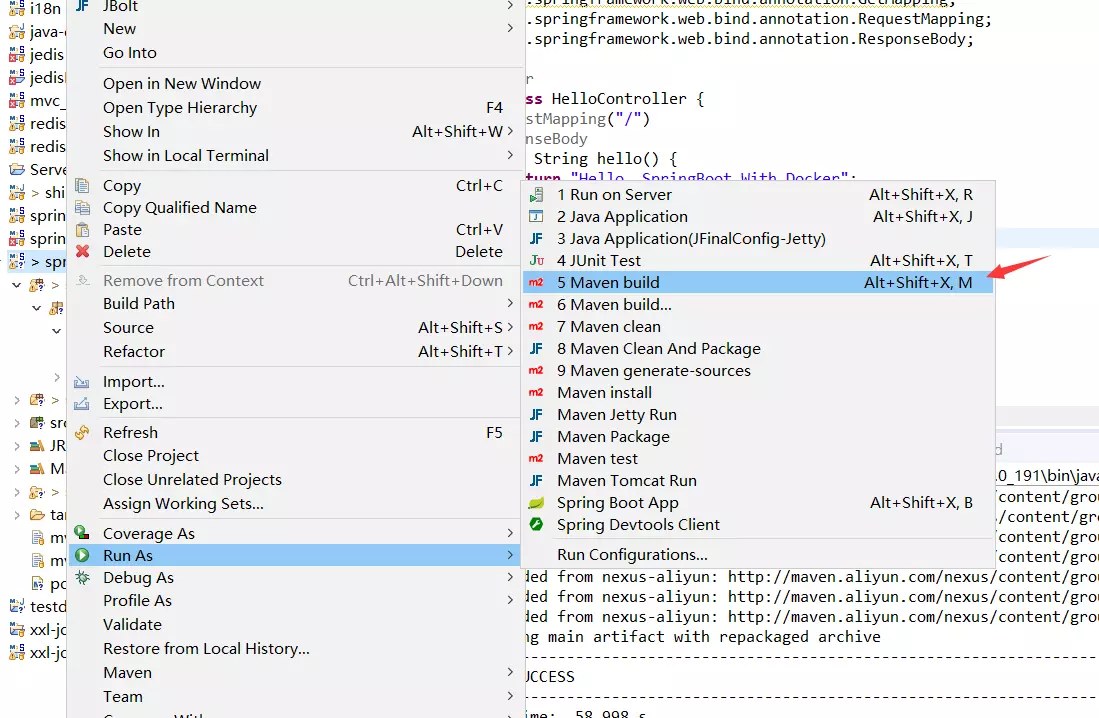 i18n
java-
jedis
jedisl
mvc_
redis
redis
Serve
> shi
sprin
sprin
> spr
>
src
JR
M
>
tar
mv
mv
po
testd
xxl-jo
xxl-jo
JBolt
New
Go Into
Open in New Window
Open Type Hierarchy F4
Show In Alt+Shift+W >
Show in Local Terminal
Copy Ctrl+C
Copy Qualified Name
Paste Ctrl+V
Delete Delete
Remove from Context Ctrl+Alt+Shift+Down
Build Path
Source Alt+Shift+S >
Refactor Alt+Shift+T >
Import...
Export...
Refresh F5
Close Project
Close Unrelated Projects
Assign Working Sets...
Coverage As
Run As
Debug As
Profile As
Validate
Restore from Local History...
Maven
Team
.springframework.web.bind.annotation.GetMapping;
.springframework.web.bind.annotation.RequestMapping;
.springframework.web.bind.annotation.ResponseBody;
r
ss HelloController {
stMapping("/")
nseBody
String hello() {
turn "Hello, SpringBoot With Docker";
1 Run on Server Alt+Shift+X, R
2 Java Application Alt+Shift+X, J
3 Java Application(JFinalConfig-Jetty)
4 JUnit Test Alt+Shift+X, T
5 Maven build Alt+Shift+X, M
6 Maven build...
7 Maven clean
8 Maven Clean And Package
9 Maven generate-sources
Maven install
Maven Jetty Run
Maven Package
Maven test
Maven Tomcat Run
Spring Boot App Alt+Shift+X, B
Spring Devtools Client
Run Configurations...
d
.0_191\bin\java
/content/grou
/content/gro
/content/grou
/content/grou
ded from nexus-aliyun: http://maven.aliyun.com/nexus/content/grou
ded from nexus-aliyun: http://maven.aliyun.com/nexus/content/grou
ded from nexus-aliyun: http://maven.aliyun.com/nexus/content/grou
ng main artifact with repackaged archive
UCCESS
ime: 58.998 s